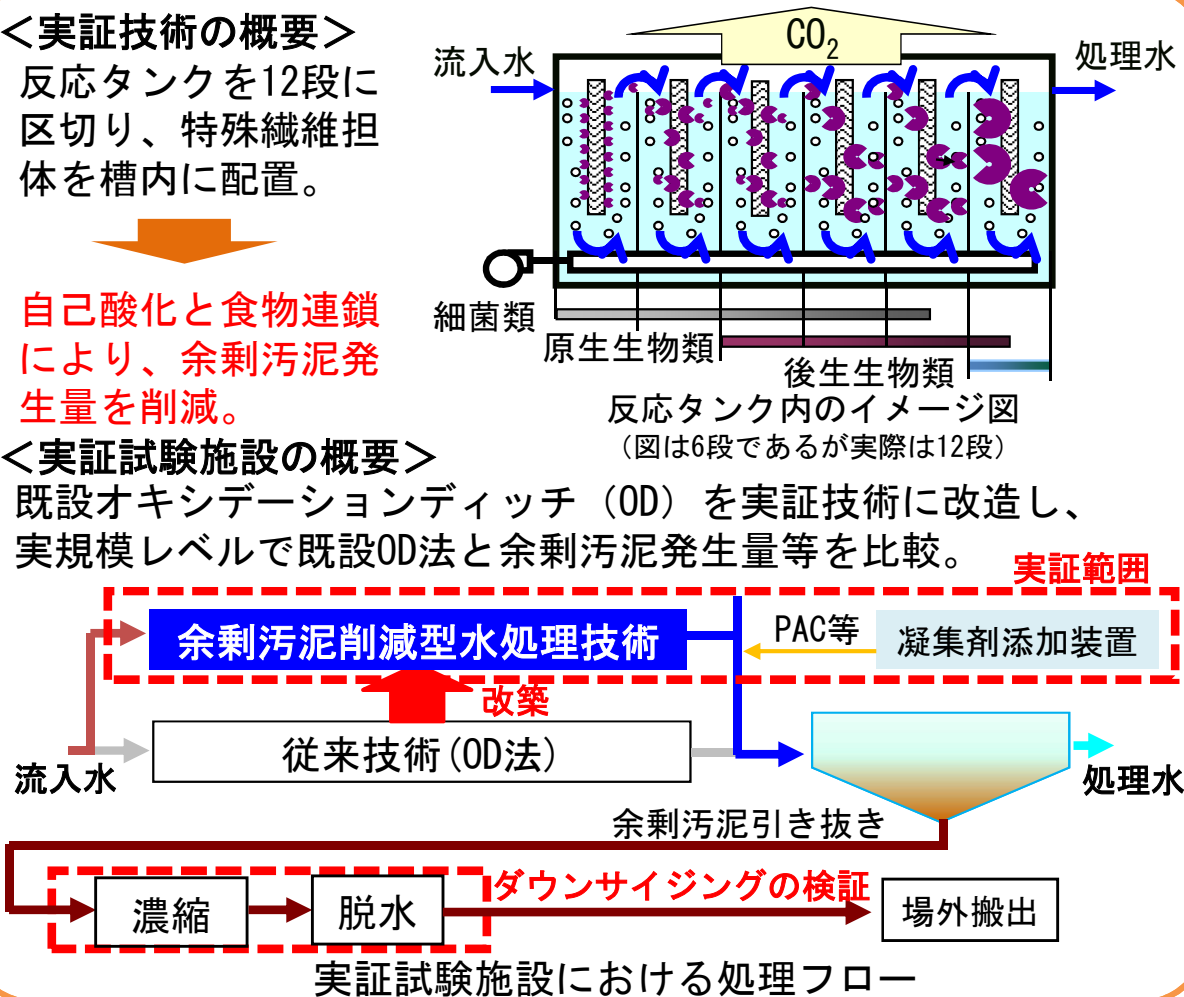 ＜実証技術の概要＞
反応タンクを12段に
区切り、特殊繊維担
体を槽内に配置。
自己酸化と食物連鎖
により、余剰汚泥発
生量を削減。
CO2
流入水
処理水
細菌類
原生生物類
後生生物類
反応タンク内のイメージ図
（図は6段であるが実際は12段）
＜実証試験施設の概要＞
既設オキシデーションディッチ（OD）を実証技術に改造し、
実規模レベルで既設OD法と余剰汚泥発生量等を比較。
実証範囲
余剰汚泥削減型水処理技術
PAC等
凝集剤添加装置
改築
従来技術(OD法)
流入水
処理水
余剰汚泥引き抜き
ダウンサイジングの検証
濃縮
脱水
場外搬出
実証試験施設における処理フロー